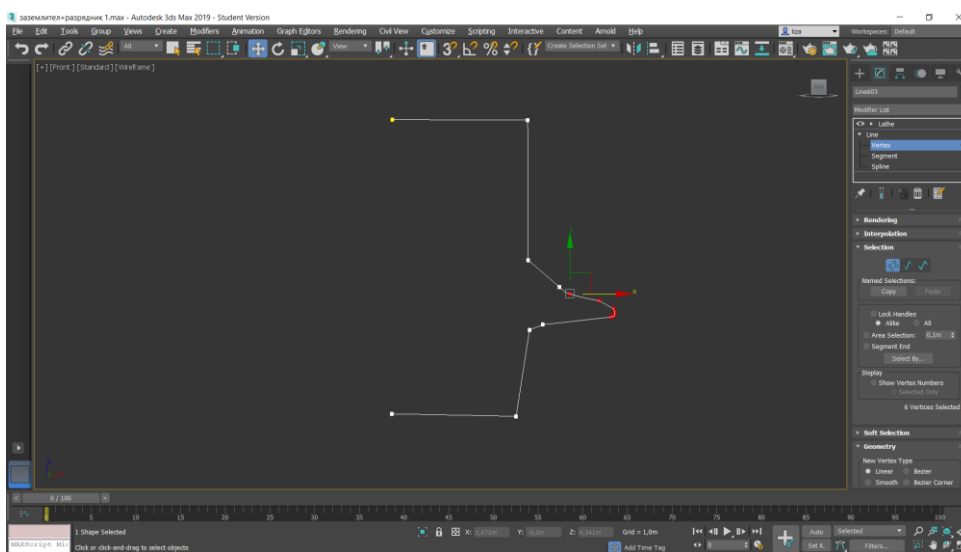 заземлител+разрядник 1.max - Autodesk 3ds Max 2019 - Student Version
File Edit Tools Group Views Create Modifiers Animation Graph Editors Rendering Civil View Customize Scripting Interactive Content Arnold Help liza Workspaces: Default
All View Create Selection Set
[+] [Front] [Standard] [Wireframe]
Line603
Modifier List
Lathe
Line
Vertex
Segment
Spline
Rendering
Interpolation
Selection
Named Selections:
Copy Paste
Lock Handles
Alike All
Area Selection: 0,1m
Segment End
Select By...
Display
Show Vertex Numbers
Selected Only
6 Vertices Selected
Soft Selection
Geometry
New Vertex Type
Linear Bezier
Smooth Bezier Corner
x
0 / 100
5 10 15 20 25 30 35 40 45 50 55 60 65 70 75 80 85 90 95 100
1 Shape Selected X: Y: Z: Grid = 1,0m Auto Selected
MAXScript Mi Click or click-and-drag to select objects Add Time Tag 0 Set K. Filters...